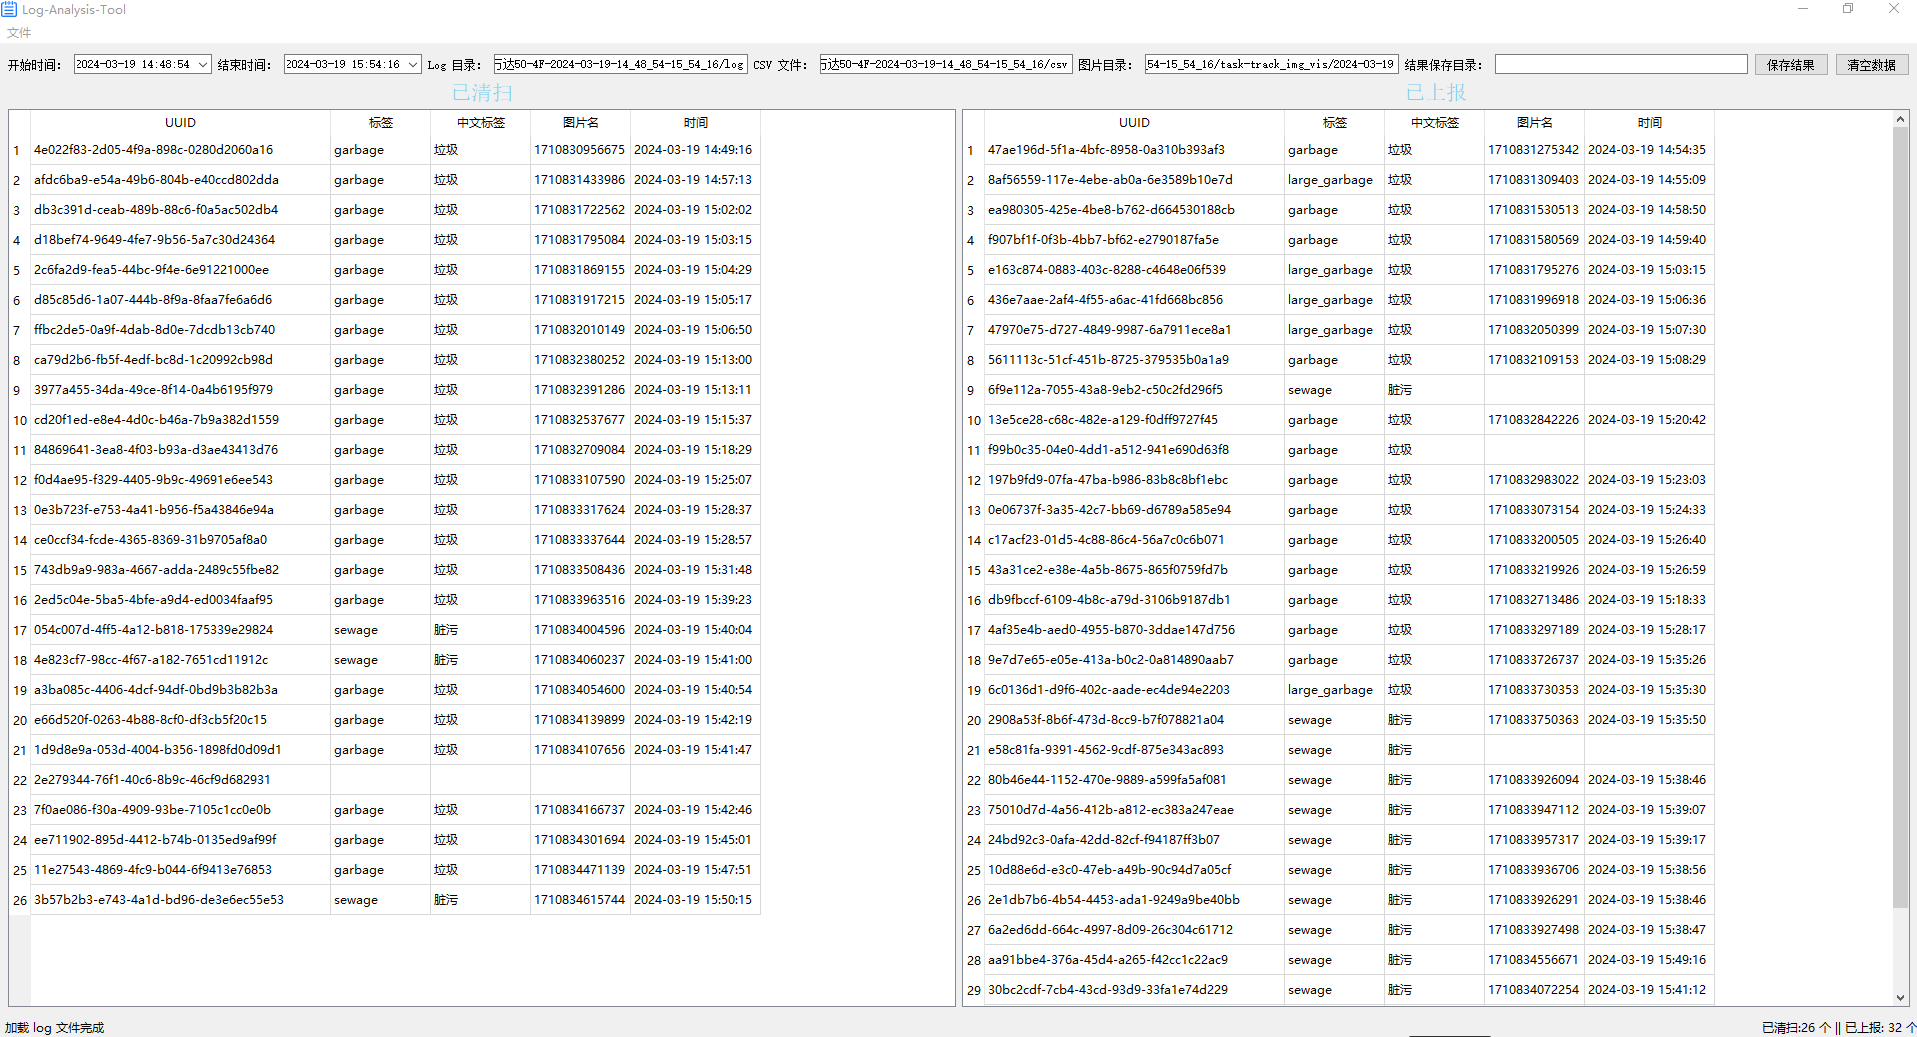 Log-Analysis-Tool
文件
开始时间: 2024-03-19 14:48:54 结束时间: 2024-03-19 15:54:16 Log 目录: 万达50-4F-2024-03-19-14_48_54-15_54_16/log CSV 文件: 万达50-4F-2024-03-19-14_48_54-15_54_16/csv 图片目录: 54-15_54_16/task-track_img_vis/2024-03-19 结果保存目录: 保存结果 清空数据
已清扫
UUID 标签 中文标签 图片名 时间
1 4e022f83-2d05-4f9a-898c-0280d2060a16 garbage 垃圾 1710830956675 2024-03-19 14:49:16
2 afdc6ba9-e54a-49b6-804b-e40ccd802dda garbage 垃圾 1710831433986 2024-03-19 14:57:13
3 db3c391d-ceab-489b-88c6-f0a5ac502db4 garbage 垃圾 1710831722562 2024-03-19 15:02:02
4 d18bef74-9649-4fe7-9b56-5a7c30d24364 garbage 垃圾 1710831795084 2024-03-19 15:03:15
5 2c6fa2d9-fea5-44bc-9f4e-6e91221000ee garbage 垃圾 1710831869155 2024-03-19 15:04:29
6 d85c85d6-1a07-444b-8f9a-8faa7fe6a6d6 garbage 垃圾 1710831917215 2024-03-19 15:05:17
7 ffbc2de5-0a9f-4dab-8d0e-7dcdb13cb740 garbage 垃圾 1710832010149 2024-03-19 15:06:50
8 ca79d2b6-fb5f-4edf-bc8d-1c20992cb98d garbage 垃圾 1710832380252 2024-03-19 15:13:00
9 3977a455-34da-49ce-8f14-0a4b6195f979 garbage 垃圾 1710832391286 2024-03-19 15:13:11
10 cd20f1ed-e8e4-4d0c-b46a-7b9a382d1559 garbage 垃圾 1710832537677 2024-03-19 15:15:37
11 84869641-3ea8-4f03-b93a-d3ae43413d76 garbage 垃圾 1710832709084 2024-03-19 15:18:29
12 f0d4ae95-f329-4405-9b9c-49691e6ee543 garbage 垃圾 1710833107590 2024-03-19 15:25:07
13 0e3b723f-e753-4a41-b956-f5a43846e94a garbage 垃圾 1710833317624 2024-03-19 15:28:37
14 ce0ccf34-fcde-4365-8369-31b9705af8a0 garbage 垃圾 1710833337644 2024-03-19 15:28:57
15 743db9a9-983a-4667-adda-2489c55fbe82 garbage 垃圾 1710833508436 2024-03-19 15:31:48
16 2ed5c04e-5ba5-4bfe-a9d4-ed0034faaf95 garbage 垃圾 1710833963516 2024-03-19 15:39:23
17 054c007d-4ff5-4a12-b818-175339e29824 sewage 脏污 1710834004596 2024-03-19 15:40:04
18 4e823cf7-98cc-4f67-a182-7651cd11912c sewage 脏污 1710834060237 2024-03-19 15:41:00
19 a3ba085c-4406-4dcf-94df-0bd9b3b82b3a garbage 垃圾 1710834054600 2024-03-19 15:40:54
20 e66d520f-0263-4b88-8cf0-df3cb5f20c15 garbage 垃圾 1710834139899 2024-03-19 15:42:19
21 1d9d8e9a-053d-4004-b356-1898fd0d09d1 garbage 垃圾 1710834107656 2024-03-19 15:41:47
22 2e279344-76f1-40c6-8b9c-46cf9d682931
23 7f0ae086-f30a-4909-93be-7105c1cc0e0b garbage 垃圾 1710834166737 2024-03-19 15:42:46
24 ee711902-895d-4412-b74b-0135ed9af99f garbage 垃圾 1710834301694 2024-03-19 15:45:01
25 11e27543-4869-4fc9-b044-6f9413e76853 garbage 垃圾 1710834471139 2024-03-19 15:47:51
26 3b57b2b3-e743-4a1d-bd96-de3e6ec55e53 sewage 脏污 1710834615744 2024-03-19 15:50:15
已上报
UUID 标签 中文标签 图片名 时间
1 47ae196d-5f1a-4bfc-8958-0a310b393af3 garbage 垃圾 1710831275342 2024-03-19 14:54:35
2 8af56559-117e-4ebe-ab0a-6e3589b10e7d large_garbage 垃圾 1710831309403 2024-03-19 14:55:09
3 ea980305-425e-4be8-b762-d664530188cb garbage 垃圾 1710831530513 2024-03-19 14:58:50
4 f907bf1f-0f3b-4bb7-bf62-e2790187fa5e garbage 垃圾 1710831580569 2024-03-19 14:59:40
5 e163c874-0883-403c-8288-c4648e06f539 large_garbage 垃圾 1710831795276 2024-03-19 15:03:15
6 436e7aae-2af4-4f55-a6ac-41fd668bc856 large_garbage 垃圾 1710831996918 2024-03-19 15:06:36
7 47970e75-d727-4849-9987-6a7911ece8a1 large_garbage 垃圾 1710832050399 2024-03-19 15:07:30
8 5611113c-51cf-451b-8725-379535b0a1a9 garbage 垃圾 1710832109153 2024-03-19 15:08:29
9 6f9e112a-7055-43a8-9eb2-c50c2fd296f5 sewage 脏污
10 13e5ce28-c68c-482e-a129-f0dff9727f45 garbage 垃圾 1710832842226 2024-03-19 15:20:42
11 f99b0c35-04e0-4dd1-a512-941e690d63f8 garbage 垃圾
12 197b9fd9-07fa-47ba-b986-83b8c8bf1ebc garbage 垃圾 1710832983022 2024-03-19 15:23:03
13 0e06737f-3a35-42c7-bb69-d6789a585e94 garbage 垃圾 1710833073154 2024-03-19 15:24:33
14 c17acf23-01d5-4c88-86c4-56a7c0c6b071 garbage 垃圾 1710833200505 2024-03-19 15:26:40
15 43a31ce2-e38e-4a5b-8675-865f0759fd7b garbage 垃圾 1710833219926 2024-03-19 15:26:59
16 db9fbccf-6109-4b8c-a79d-3106b9187db1 garbage 垃圾 1710832713486 2024-03-19 15:18:33
17 4af35e4b-aed0-4955-b870-3ddae147d756 garbage 垃圾 1710833297189 2024-03-19 15:28:17
18 9e7d7e65-e05e-413a-b0c2-0a814890aab7 garbage 垃圾 1710833726737 2024-03-19 15:35:26
19 6c0136d1-d9f6-402c-aade-ec4de94e2203 large_garbage 垃圾 1710833730353 2024-03-19 15:35:30
20 2908a53f-8b6f-473d-8cc9-b7f078821a04 sewage 脏污 1710833750363 2024-03-19 15:35:50
21 e58c81fa-9391-4562-9cdf-875e343ac893 sewage 脏污
22 80b46e44-1152-470e-9889-a599fa5af081 sewage 脏污 1710833926094 2024-03-19 15:38:46
23 75010d7d-4a56-412b-a812-ec383a247eae sewage 脏污 1710833947112 2024-03-19 15:39:07
24 24bd92c3-0afa-42dd-82cf-f94187ff3b07 sewage 脏污 1710833957317 2024-03-19 15:39:17
25 10d88e6d-e3c0-47eb-a49b-90c94d7a05cf sewage 脏污 1710833936706 2024-03-19 15:38:56
26 2e1db7b6-4b54-4453-ada1-9249a9be40bb sewage 脏污 1710833926291 2024-03-19 15:38:46
27 6a2ed6dd-664c-4997-8d09-26c304c61712 sewage 脏污 1710833927498 2024-03-19 15:38:47
28 aa91bbe4-376a-45d4-a265-f42cc1c22ac9 sewage 脏污 1710834556671 2024-03-19 15:49:16
29 30bc2cdf-7cb4-43cd-93d9-33fa1e74d229 sewage 脏污 1710834072254 2024-03-19 15:41:12
加载 log 文件完成
已清扫:26 个 || 已上报: 32 个